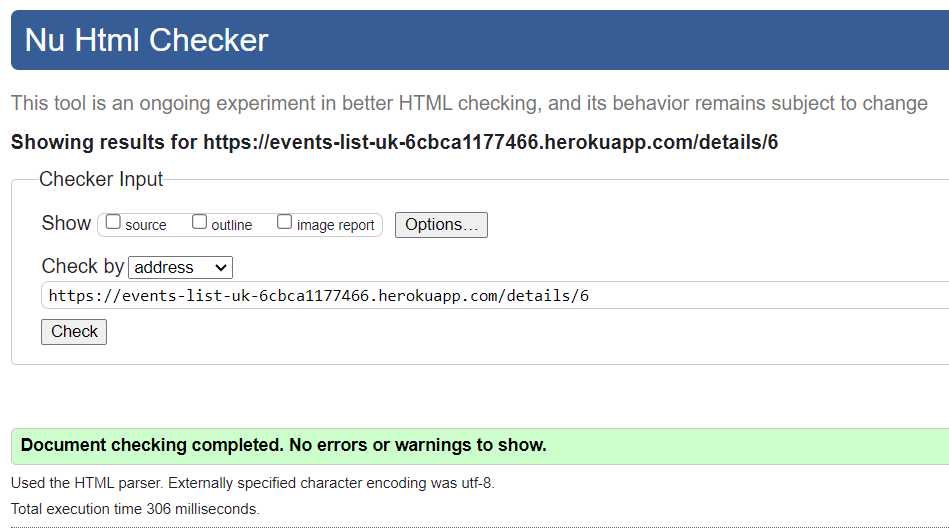 Nu Html Checker
This tool is an ongoing experiment in better HTML checking, and its behavior remains subject to change
Showing results for https://events-list-uk-6cbca1177466.herokuapp.com/details/6
Checker Input
Show source outline image report Options...
Check by address
https://events-list-uk-6cbca1177466.herokuapp.com/details/6
Check
Document checking completed. No errors or warnings to show.
Used the HTML parser. Externally specified character encoding was utf-8.
Total execution time 306 milliseconds.